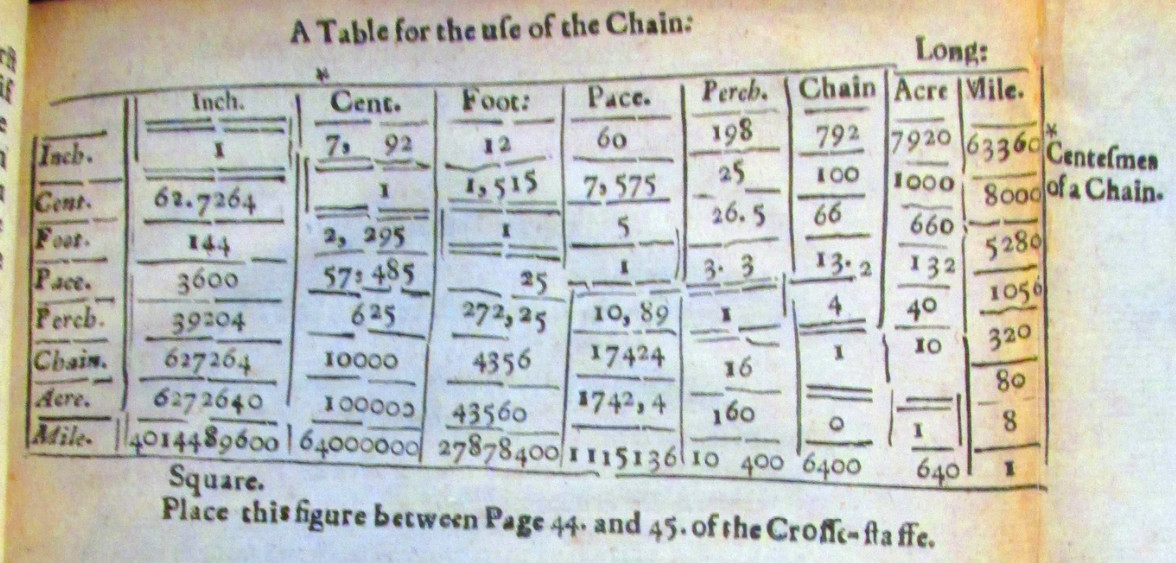 A Table for the uſe of the Chain:
Long:
*
Inch. Cent. Foot: Pace. Perch. Chain Acre Mile.
Inch. 1 7, 92 12 60 198 792 7920 63360
* Centeſmes
of a Chain.
Cent. 62.7264 1 1, 515 7, 575 25 100 1000 8000
Foot. 144 2, 295 1 5 26.5 66 660 5280
Pace. 3600 57, 485 25 1 3. 3 13.2 132 1056
Perch. 39204 625 272,25 10, 89 1 4 40 320
Chain. 627264 10000 4356 17424 16 1 10 80
Acre. 6272640 100000 43560 1742,4 160 0 1 8
Mile. 4014489600 64000000 27878400 1115136 10 400 6400 640 1
Square.
Place this figure between Page 44. and 45. of the Croſſe-ſtaffe.